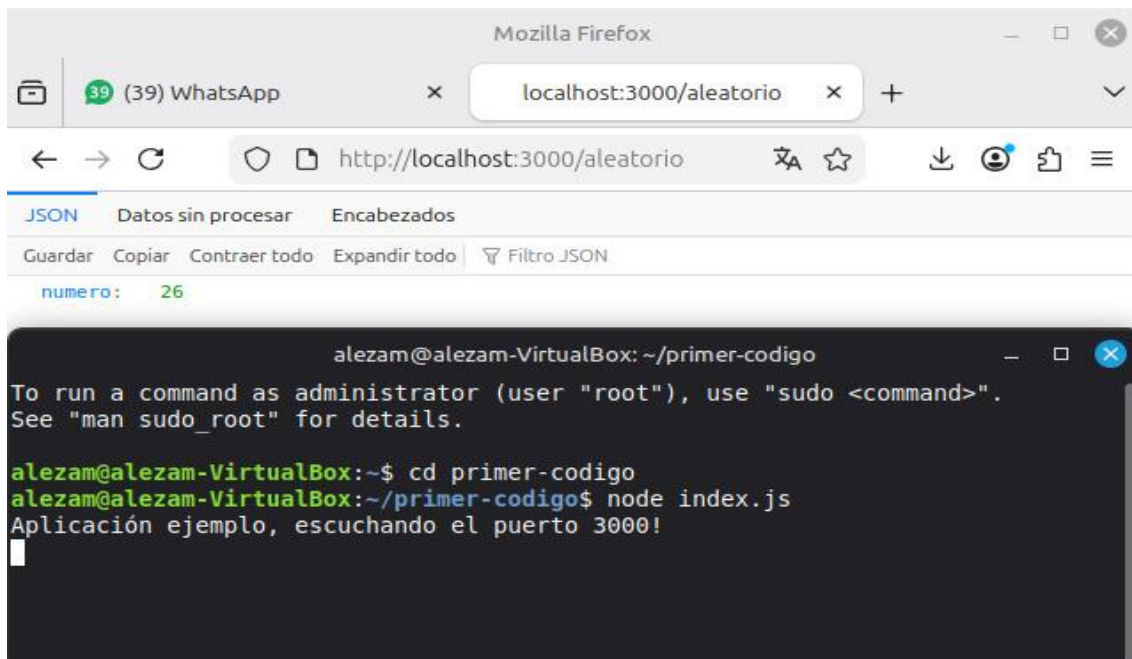 Mozilla Firefox
39 (39) WhatsApp
localhost:3000/aleatorio
http://localhost:3000/aleatorio
JSON Datos sin procesar Encabezados
Guardar Copiar Contraer todo Expandir todo Filtro JSON
numero: 26
alezam@alezam-VirtualBox: ~/primer-codigo
To run a command as administrator (user "root"), use "sudo <command>".
See "man sudo_root" for details.
alezam@alezam-VirtualBox:~$ cd primer-codigo
alezam@alezam-VirtualBox:~/primer-codigo$ node index.js
Aplicación ejemplo, escuchando el puerto 3000!